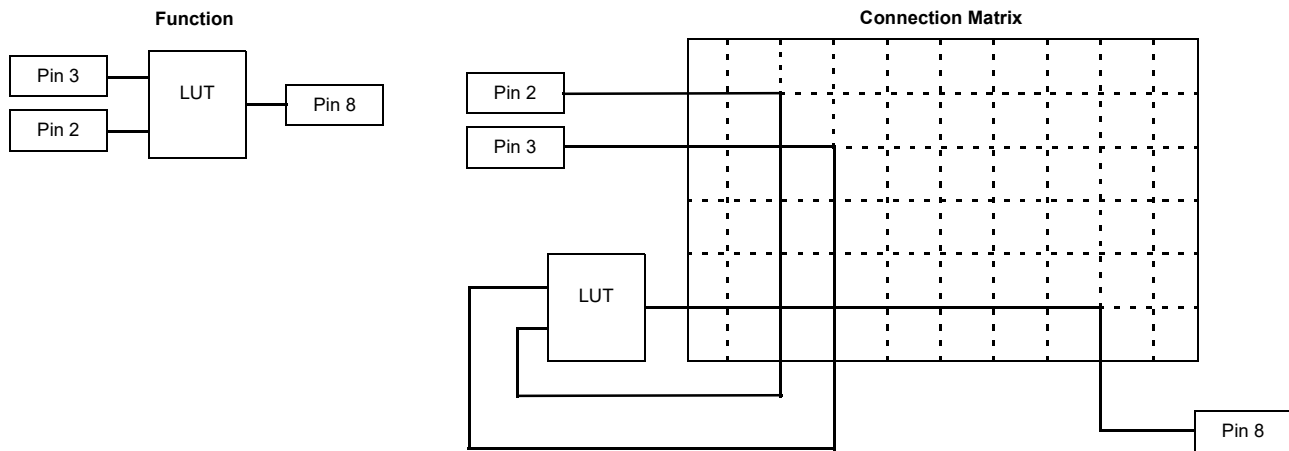 Function
Pin 3
Pin 2
LUT
Pin 8
Connection Matrix
Pin 2
Pin 3
LUT
Pin 8